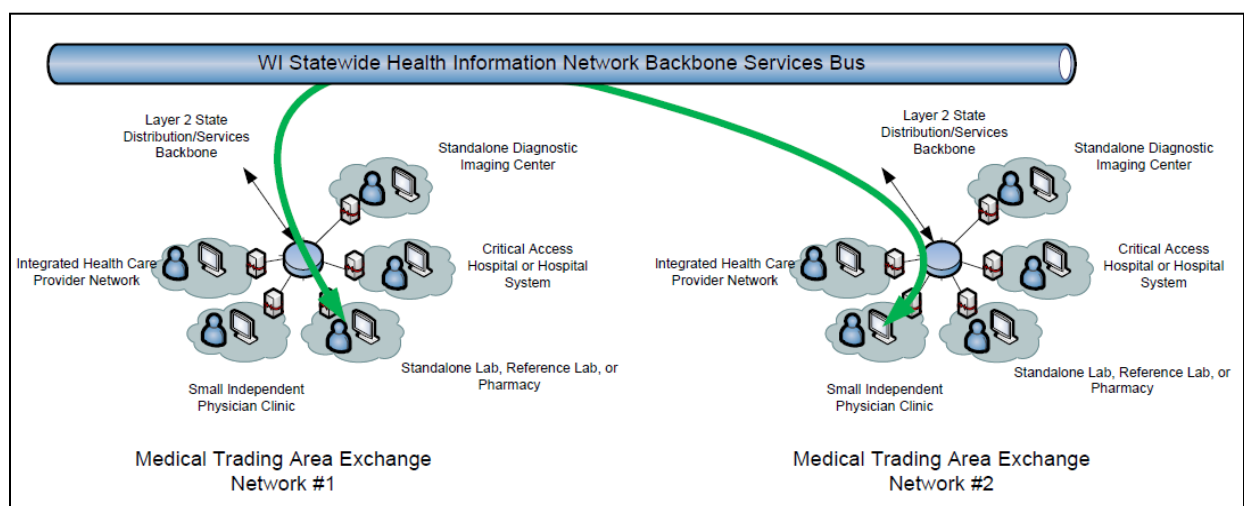 WI Statewide Health Information Network Backbone Services Bus
Layer 2 State
Distribution/Services
Backbone
Standalone Diagnostic
Imaging Center
Integrated Health Care
Provider Network
Critical Access
Hospital or Hospital
System
Small Independent
Physician Clinic
Standalone Lab, Reference Lab, or
Pharmacy
Medical Trading Area Exchange
Network #1
Layer 2 State
Distribution/Services
Backbone
Standalone Diagnostic
Imaging Center
Integrated Health Care
Provider Network
Critical Access
Hospital or Hospital
System
Small Independent
Physician Clinic
Standalone Lab, Reference Lab, or
Pharmacy
Medical Trading Area Exchange
Network #2